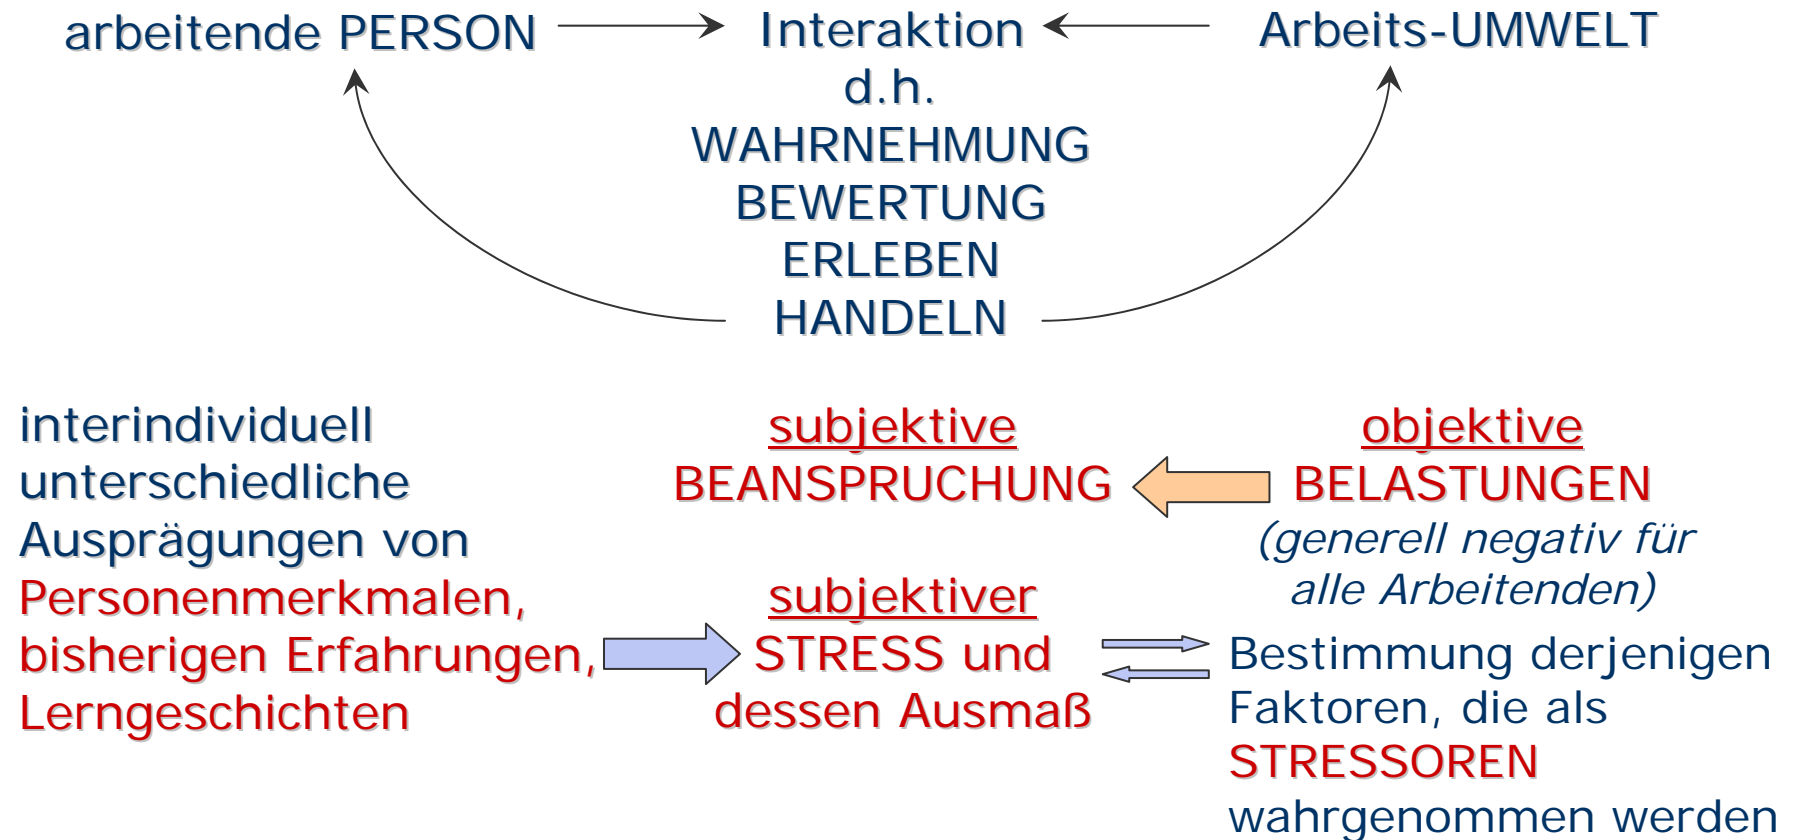 arbeitende PERSON
Interaktion
d.h.
WAHRNEHMUNG
BEWERTUNG
ERLEBEN
HANDELN
Arbeits-UMWELT
interindividuell
unterschiedliche
Ausprägungen von
Personenmerkmalen,
bisherigen Erfahrungen,
Lerngeschichten
subjektive
BEANSPRUCHUNG
subjektiver
STRESS und
dessen Ausmaß
objektive
BELASTUNGEN
(generell negativ für
alle Arbeitenden)
Bestimmung derjenigen
Faktoren, die als
STRESSOREN
wahrgenommen werden